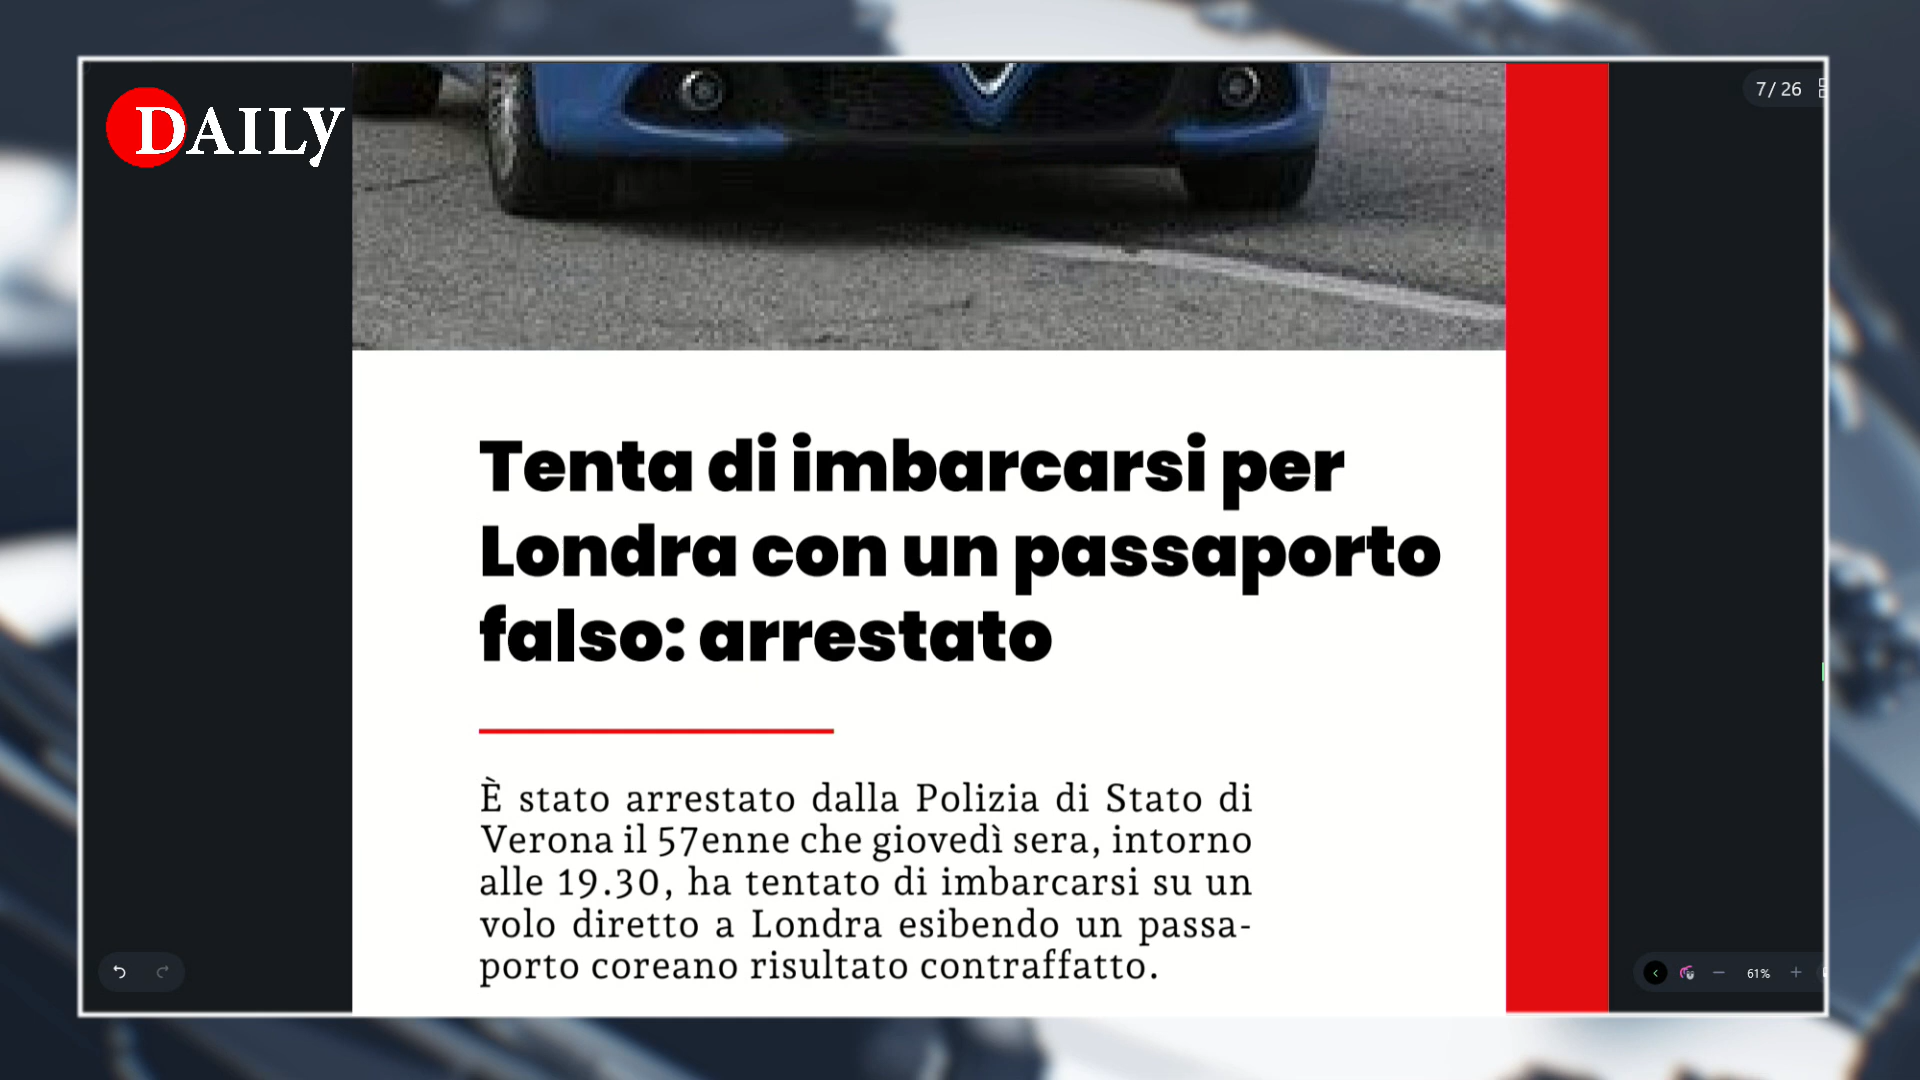 DAILy
7/ 26
Tenta di imbarcarsi per
Londra con un passaporto
falso: arrestato
È stato arrestato dalla Polizia di Stato di
Verona il 57enne che giovedì sera, intorno
alle 19.30, ha tentato di imbarcarsi su un
volo diretto a Londra esibendo un passa-
porto coreano risultato contraffatto.
61%